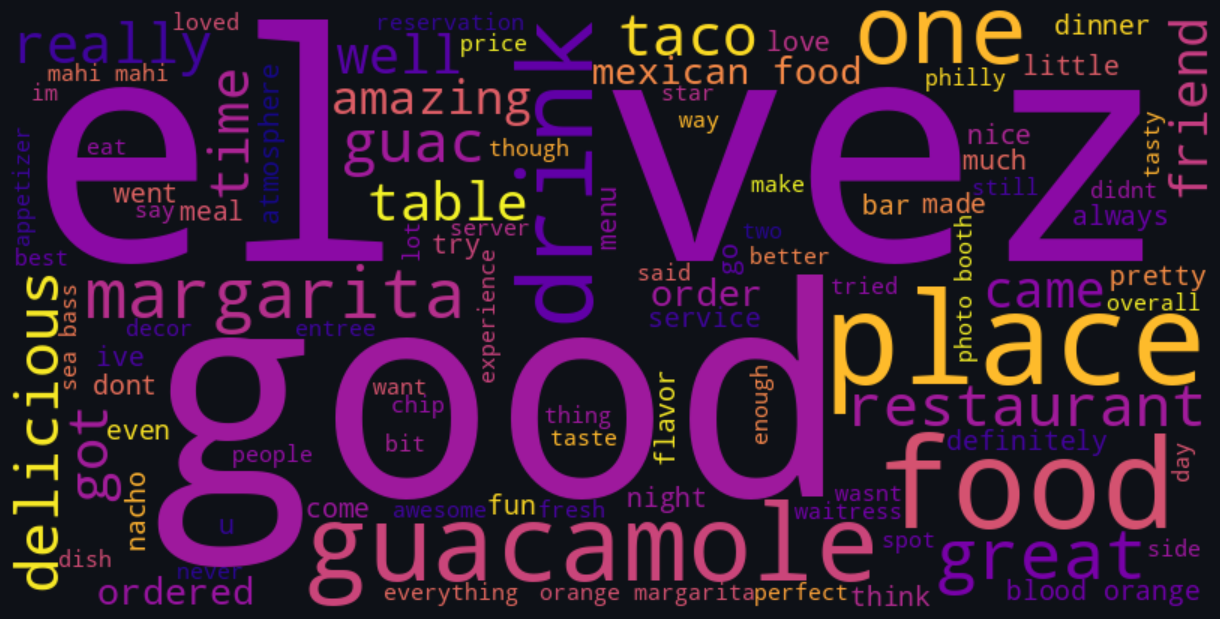 loved
reservation
really
well
price
drink
taco
love
one
dinner
friend
mahi mahi
im
el vez
time
atmosphere
amazing
mexican food
philly
little
star
way
guac
though
nice
much
tasty
eat
went
say
meal
appetizer
best
table
server
try
lot
menu
make
bar
made
still
didnt
always
photo booth
two
go
better
said
delicious
sea bass
margarita
decor
entree
experience
order
service
tried
came
pretty
overall
place
ive
dont
good
want
chip
bit
thing
taste
flavor
enough
restaurant
definitely
got
even
people
nacho
food
day
come
awesome
fun
fresh
night
wasnt
waitress
u
never
dish
guacamole
spot
great
side
ordered
everything
orange margarita
perfect
think
blood orange